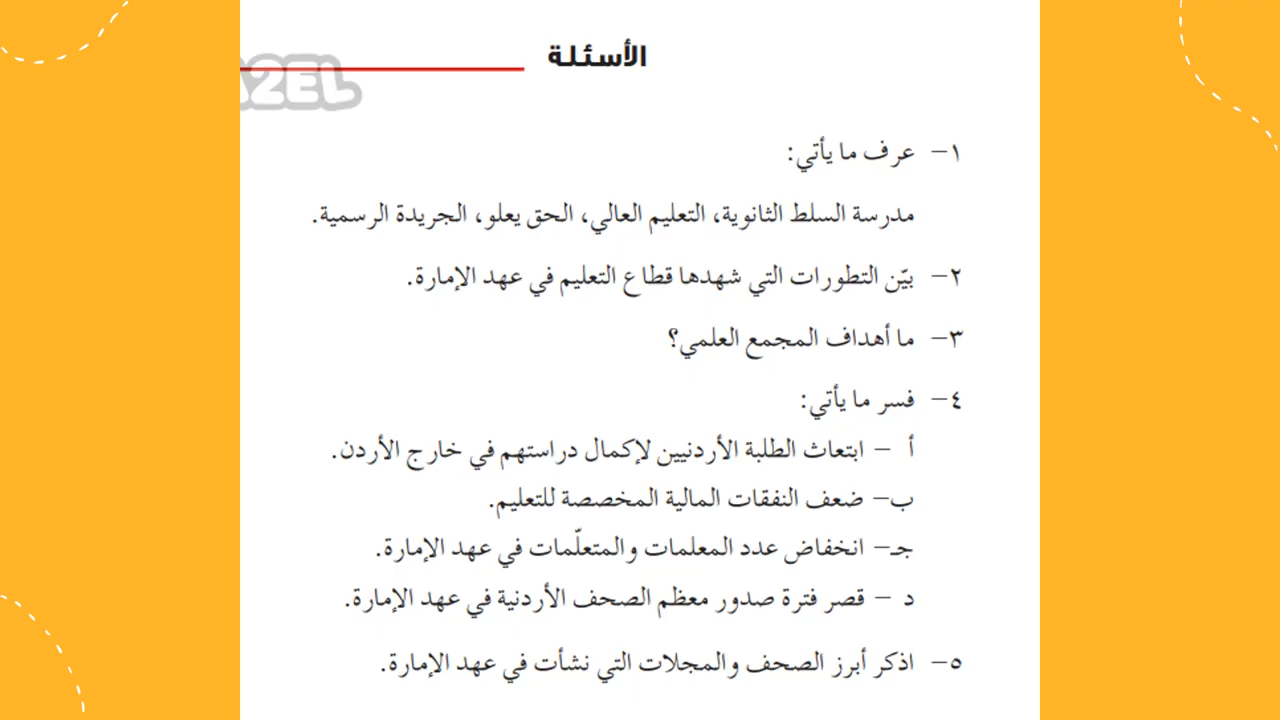 الأسئلة
A2EL
١- عرف ما يأتي:
مدرسة السلط الثانوية، التعليم العالي، الحق يعلو، الجريدة الرسمية.
٢- بيّن التطورات التي شهدها قطاع التعليم في عهد الإمارة.
٣- ما أهداف المجمع العلمي؟
٤- فسر ما يأتي:
أ - ابتعاث الطلبة الأردنيين لإكمال دراستهم في خارج الأردن.
ب- ضعف النفقات المالية المخصصة للتعليم.
جـ- انخفاض عدد المعلمات والمتعلّمات في عهد الإمارة.
د - قصر فترة صدور معظم الصحف الأردنية في عهد الإمارة.
٥- اذكر أبرز الصحف والمجلات التي نشأت في عهد الإمارة.